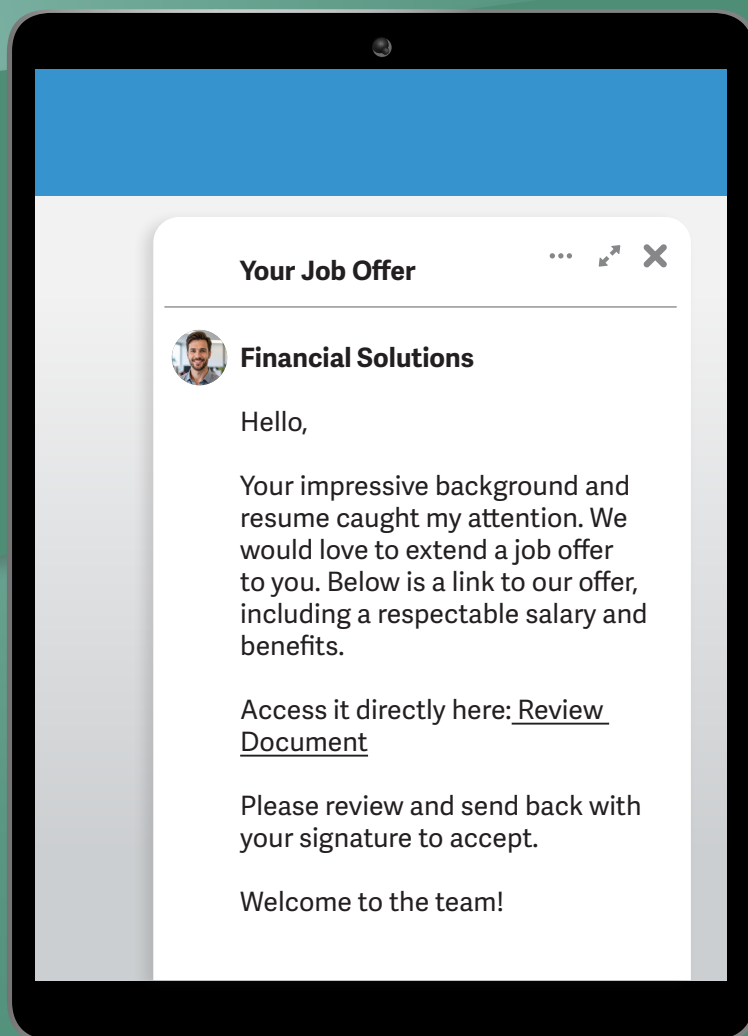 Your Job Offer
Financial Solutions
Hello,
Your impressive background and
resume caught my attention. We
would love to extend a job offer
to you. Below is a link to our offer,
including a respectable salary and
benefits.
Access it directly here: Review
Document
Please review and send back with
your signature to accept.
Welcome to the team!